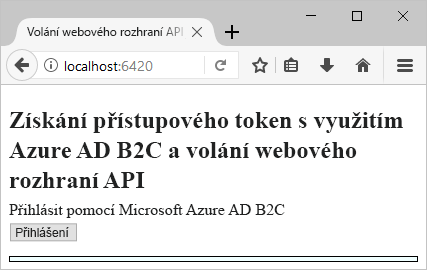 Volání webového rozhraní API
localhost:6420
Získání přístupového token s využitím
Azure AD B2C a volání webového
rozhraní API
Přihlásit pomocí Microsoft Azure AD B2C
Přihlášení